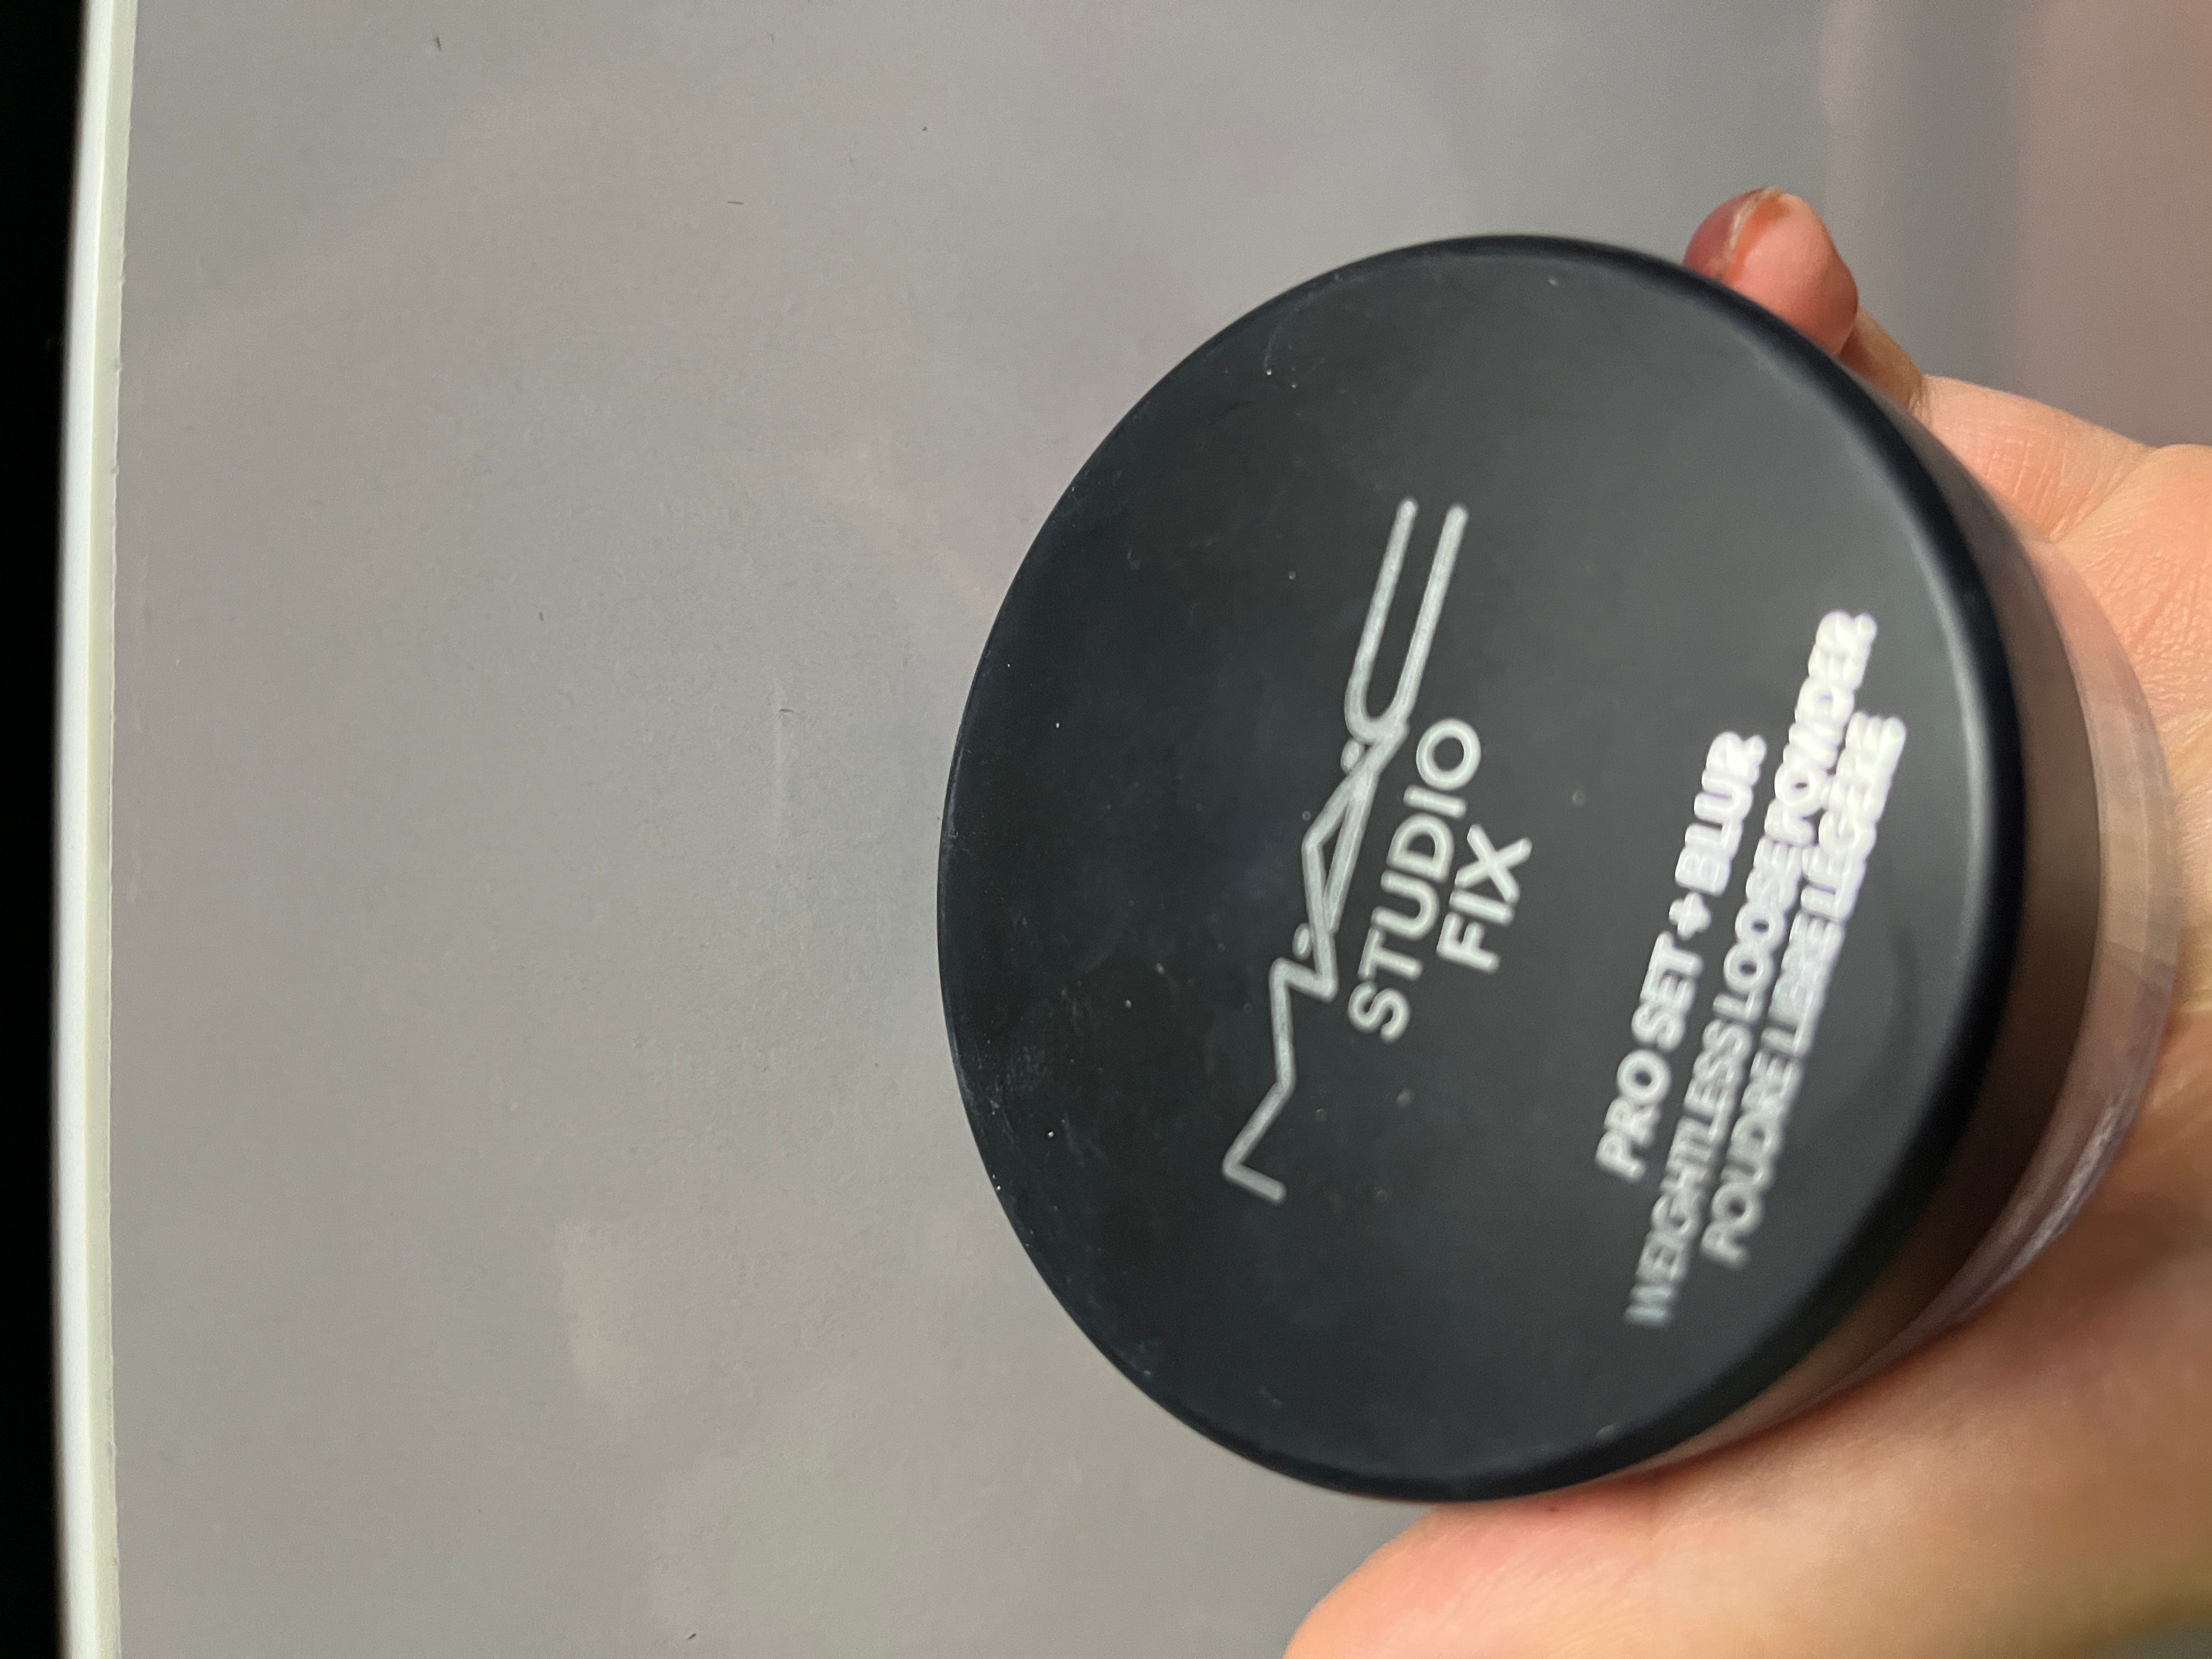 M·A·C
STUDIO
FIX
PRO SET + BLUR
WEIGHTLESS LOOSE POWDER
POUDRE LIBRE LÉGÈRE